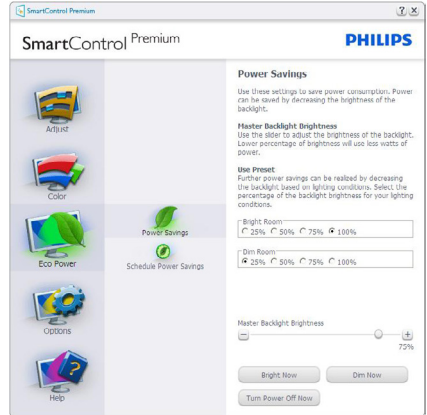 SmartControl Premium
? X
SmartControl Premium
PHILIPS
Adjust
Color
Eco Power
Options
Help
Power Savings
Schedule Power Savings
Power Savings
Use these settings to save power consumption. Power
can be saved by decreasing the brightness of the
backlight.
Master Backlight Brightness
Use the slider to adjust the brightness of the backlight.
Lower percentage of brightness will use less watts of
power.
Use Preset
Further power savings can be realized by decreasing
the backlight based on lighting conditions. Select the
percentage of the backlight brightness for your lighting
conditions.
Bright Room
25% 50% 75% 100%
Dim Room
25% 50% 75% 100%
Master Backlight Brightness
75%
Bright Now Dim Now
Turn Power Off Now